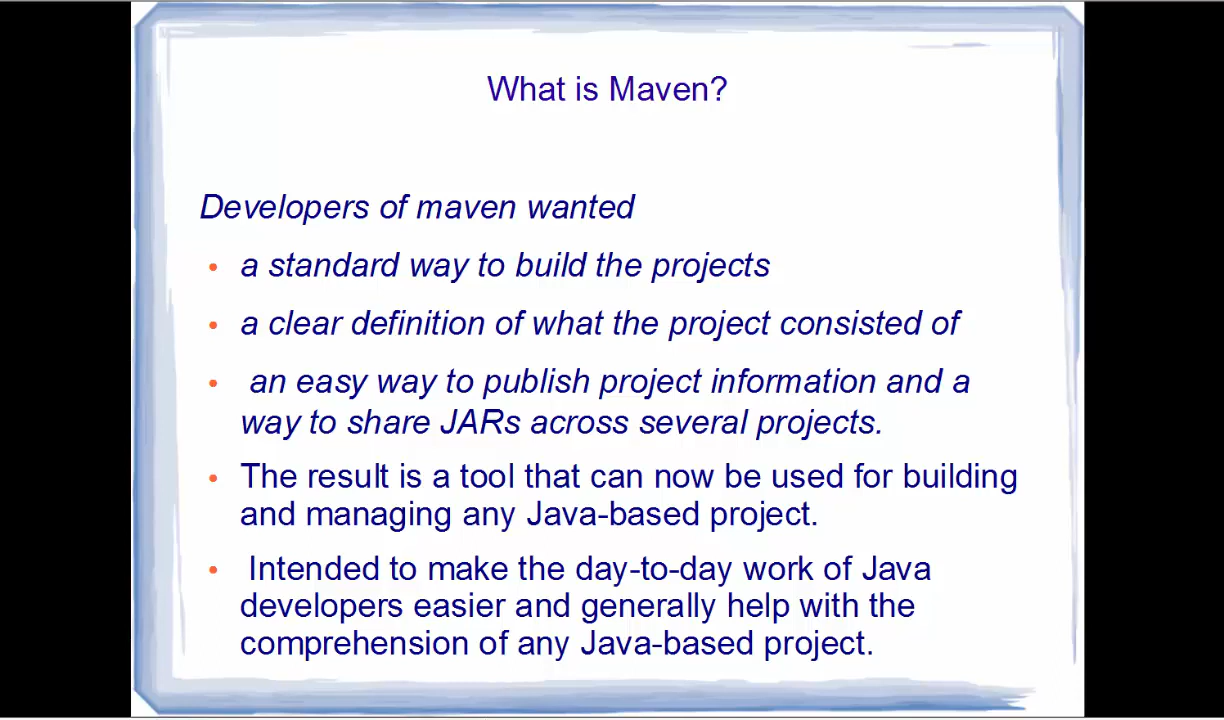 What is Maven?
Developers of maven wanted
• a standard way to build the projects
• a clear definition of what the project consisted of
• an easy way to publish project information and a
way to share JARs across several projects.
• The result is a tool that can now be used for building
and managing any Java-based project.
• Intended to make the day-to-day work of Java
developers easier and generally help with the
comprehension of any Java-based project.